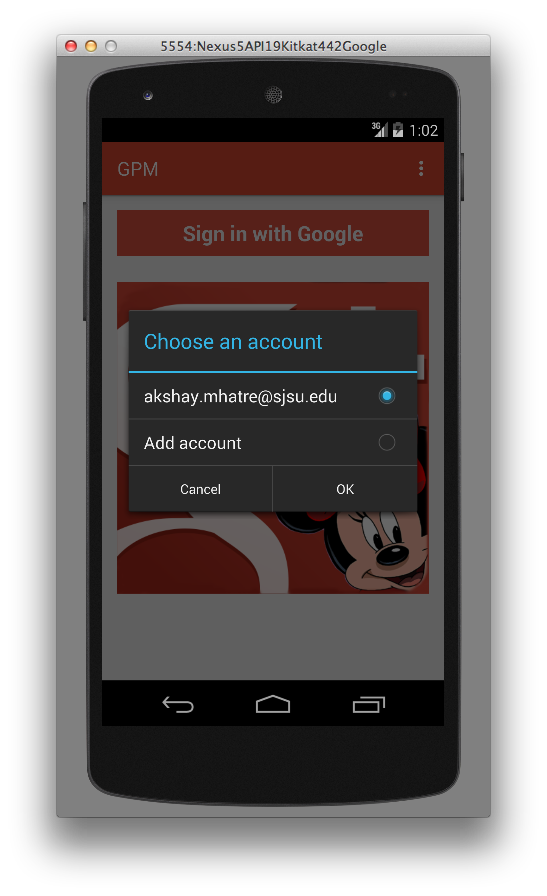 5554:Nexus5API19Kitkat442Google
3G 1:02
GPM
Sign in with Google
Choose an account
akshay.mhatre@sjsu.edu
Add account
Cancel OK